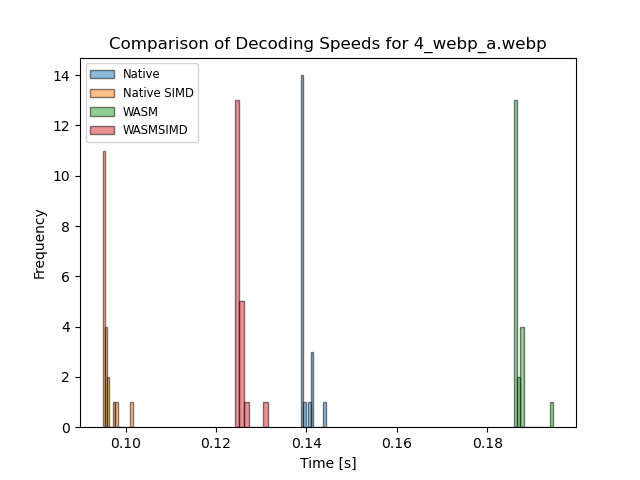 Comparison of Decoding Speeds for 4_webp_a.webp
Native
Native SIMD
WASM
WASMSIMD
Frequency
14
12
10
8
6
4
2
0
0.10 0.12 0.14 0.16 0.18
Time [s]